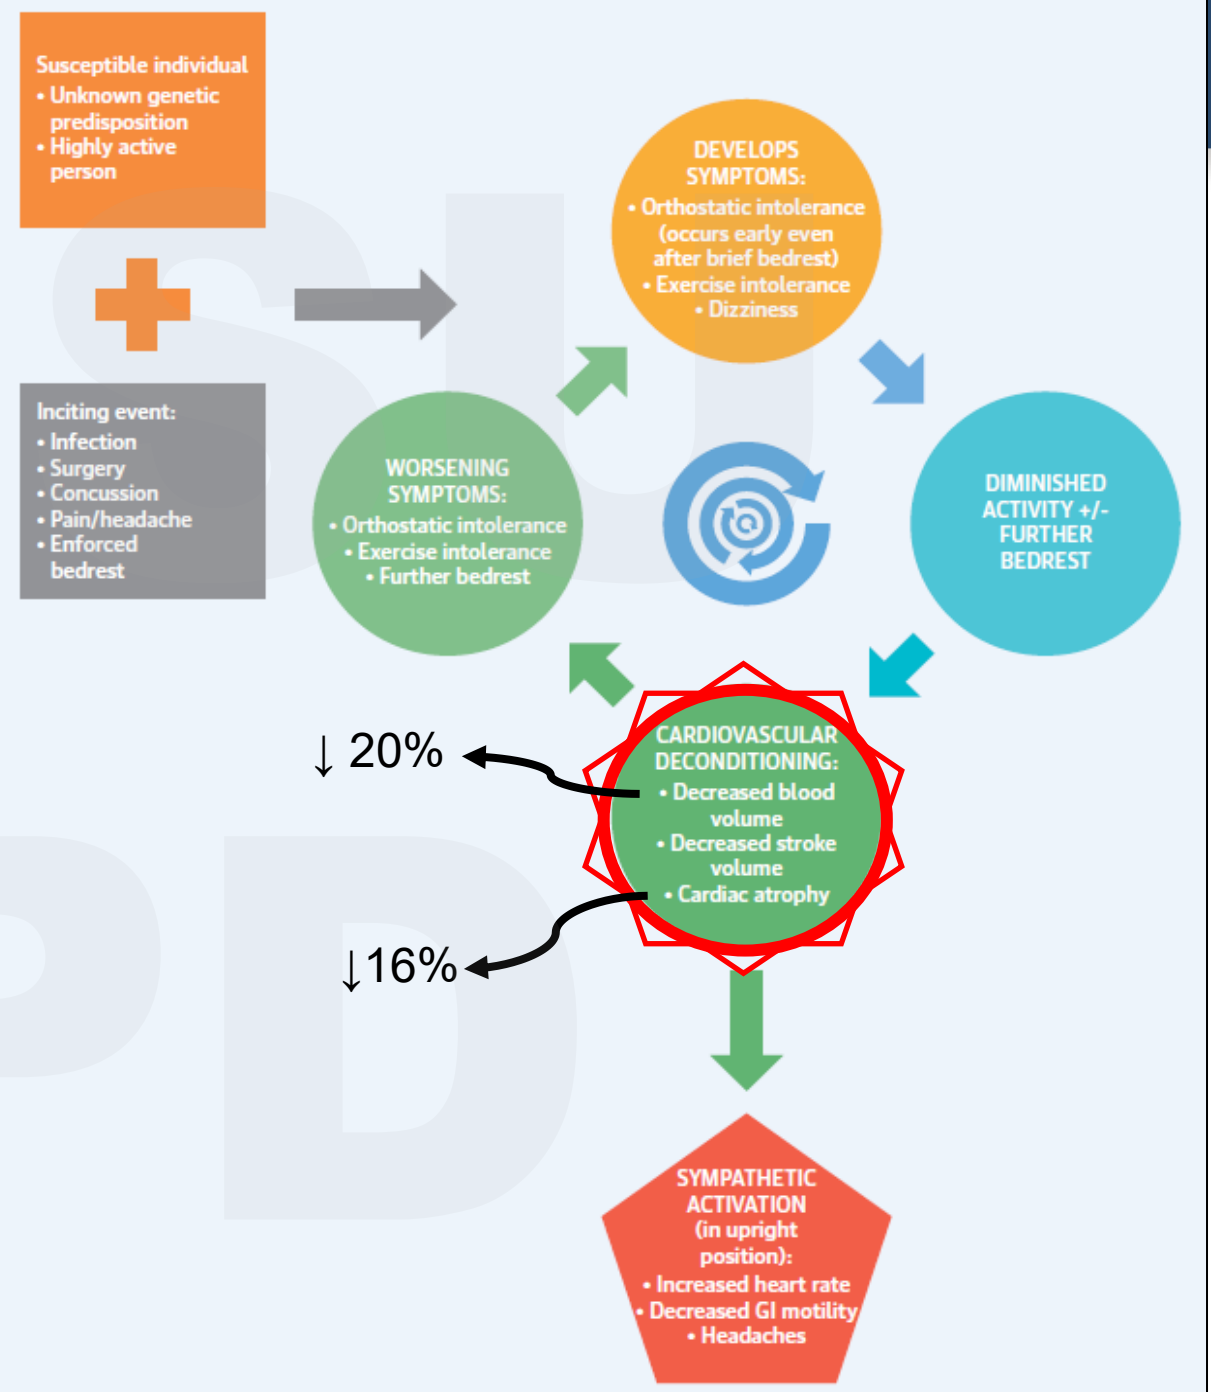 Susceptible individual
• Unknown genetic
predisposition
• Highly active
person
Inciting event:
• Infection
• Surgery
• Concussion
• Pain/headache
• Enforced
bedrest
DEVELOPS
SYMPTOMS:
• Orthostatic intolerance
(occurs early even
after brief bedrest)
• Exercise intolerance
• Dizziness
DIMINISHED
ACTIVITY +/-
FURTHER
BEDREST
CARDIOVASCULAR
DECONDITIONING:
• Decreased blood
volume
• Decreased stroke
volume
• Cardiac atrophy
↓ 20%
↓16%
WORSENING
SYMPTOMS:
• Orthostatic intolerance
• Exercise intolerance
• Further bedrest
SYMPATHETIC
ACTIVATION
(in upright
position):
• Increased heart rate
• Decreased GI motility
• Headaches
SU
PD